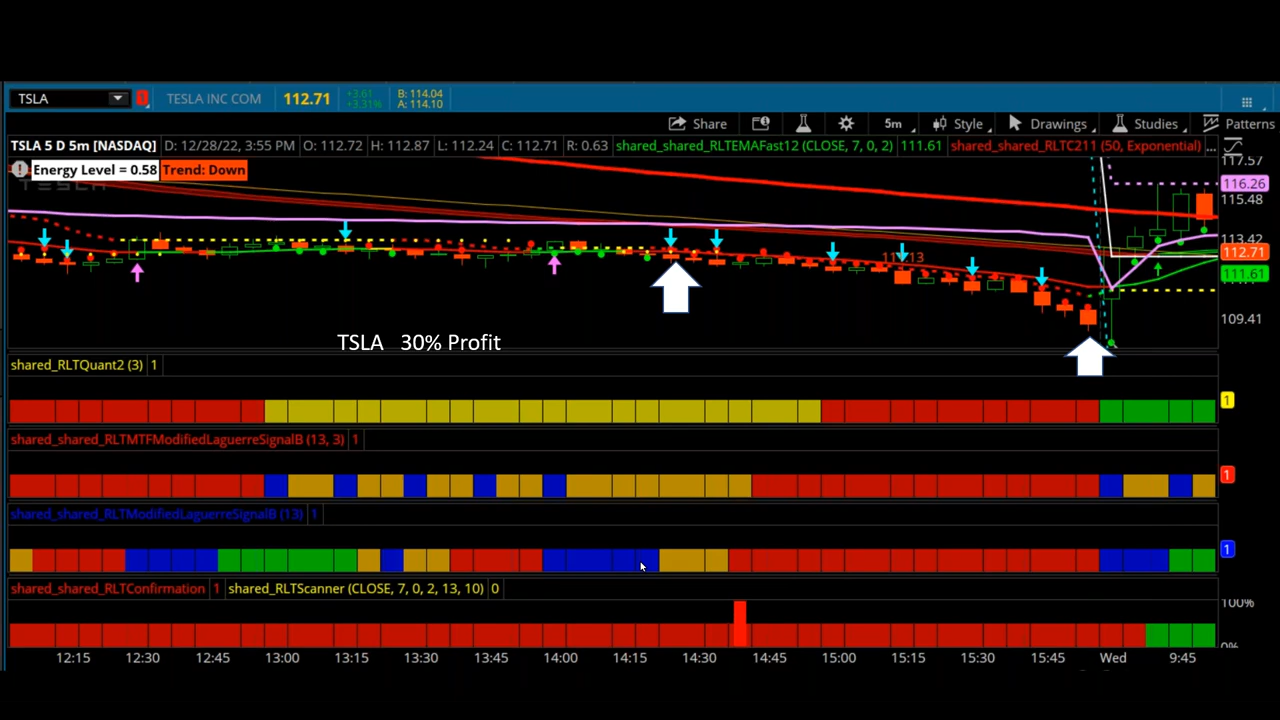 TSLA 1 TESLA INC COM 112.71 +3.61 +3.31% B: 114.04 A: 114.10
Share 5m Style Drawings Studies Patterns
TSLA 5 D 5m [NASDAQ] D: 12/28/22, 3:55 PM O: 112.72 H: 112.87 L: 112.24 C: 112.71 R: 0.63 shared_shared_RLTEMAFast12 (CLOSE, 7, 0, 2) 111.61 shared_shared_RLTC211 (50, Exponential) ...
Energy Level = 0.58 Trend: Down
TESLA
117.57
116.26
115.48
113.42
112.71
111.61
109.41
TSLA 30% Profit
shared_RLTQuant2 (3) 1
1
shared_shared_RLTMTFModifiedLaguerreSignalB (13, 3) 1
1
shared_shared_RLTModifiedLaguerreSignalB (13) 1
1
shared_shared_RLTConfirmation 1 shared_RLTScanner (CLOSE, 7, 0, 2, 13, 10) 0
100%
0%
12:15 12:30 12:45 13:00 13:15 13:30 13:45 14:00 14:15 14:30 14:45 15:00 15:15 15:30 15:45 Wed 9:45